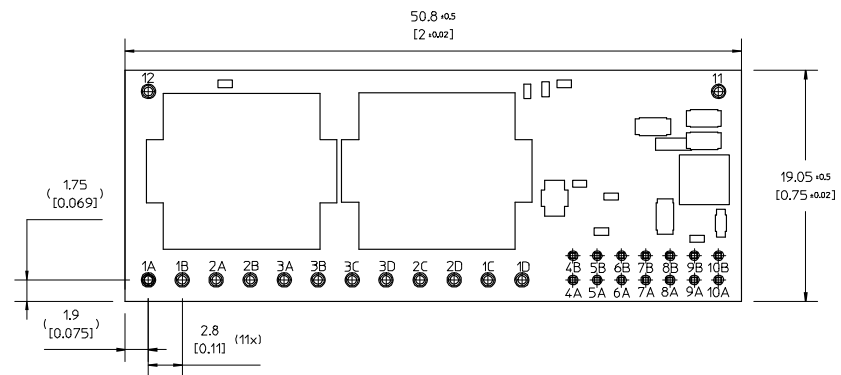 50.8 ±0.5
[2 ±0.02]
12
11
19.05 ±0.5
[0.75 ±0.02]
( 1.75 )
[0.069]
1A 1B 2A 2B 3A 3B 3C 3D 2C 2D 1C 1D
4B 5B 6B 7B 8B 9B 10B
4A 5A 6A 7A 8A 9A 10A
( 1.9 )
[0.075]
2.8
[0.11] (11x)